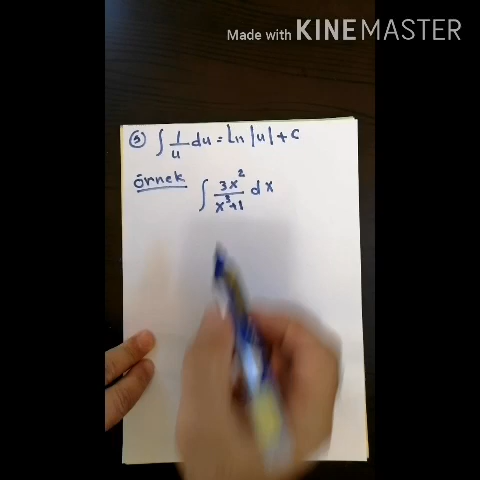 Made with KINEMASTER
③ ∫ 1/u du = Ln |u| + c
örnek
∫ 3x²/x³+1 dx